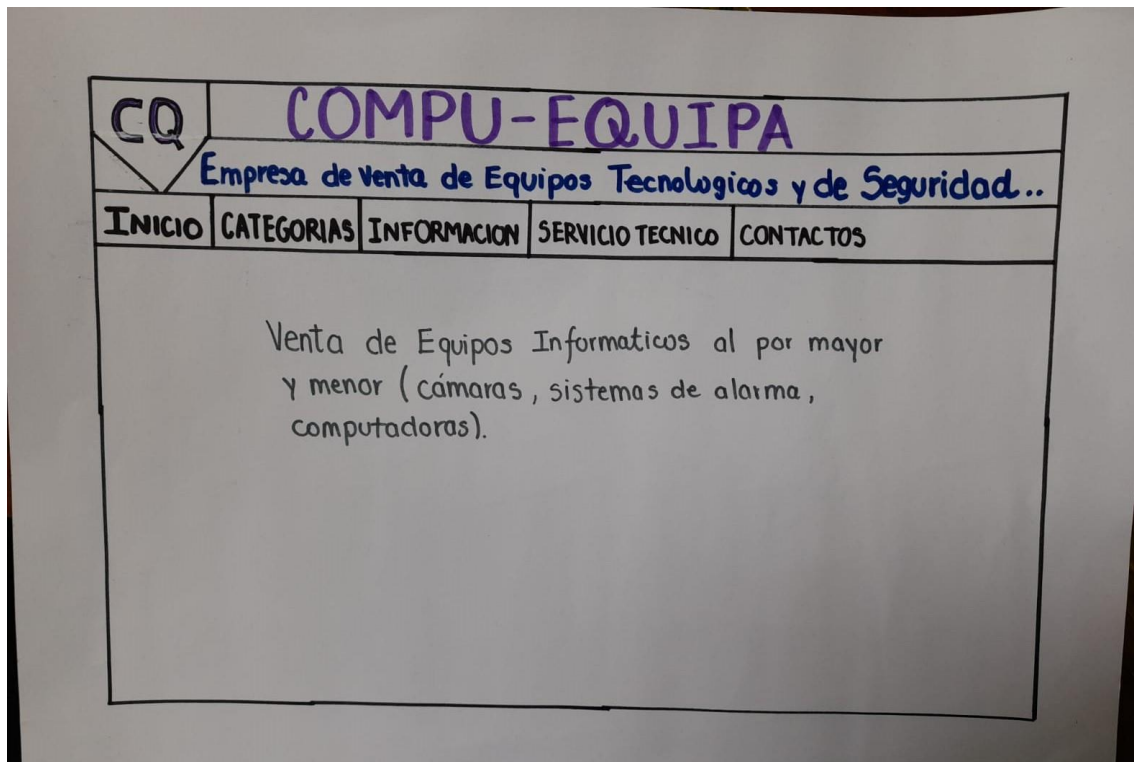 CQ
COMPU-EQUIPA
Empresa de Venta de Equipos Tecnologicos y de Seguridad..
INICIO CATEGORIAS INFORMACION SERVICIO TECNICO CONTACTOS
Venta de Equipos Informaticos al por mayor
y menor (cámaras, sistemas de alarma,
computadoras).